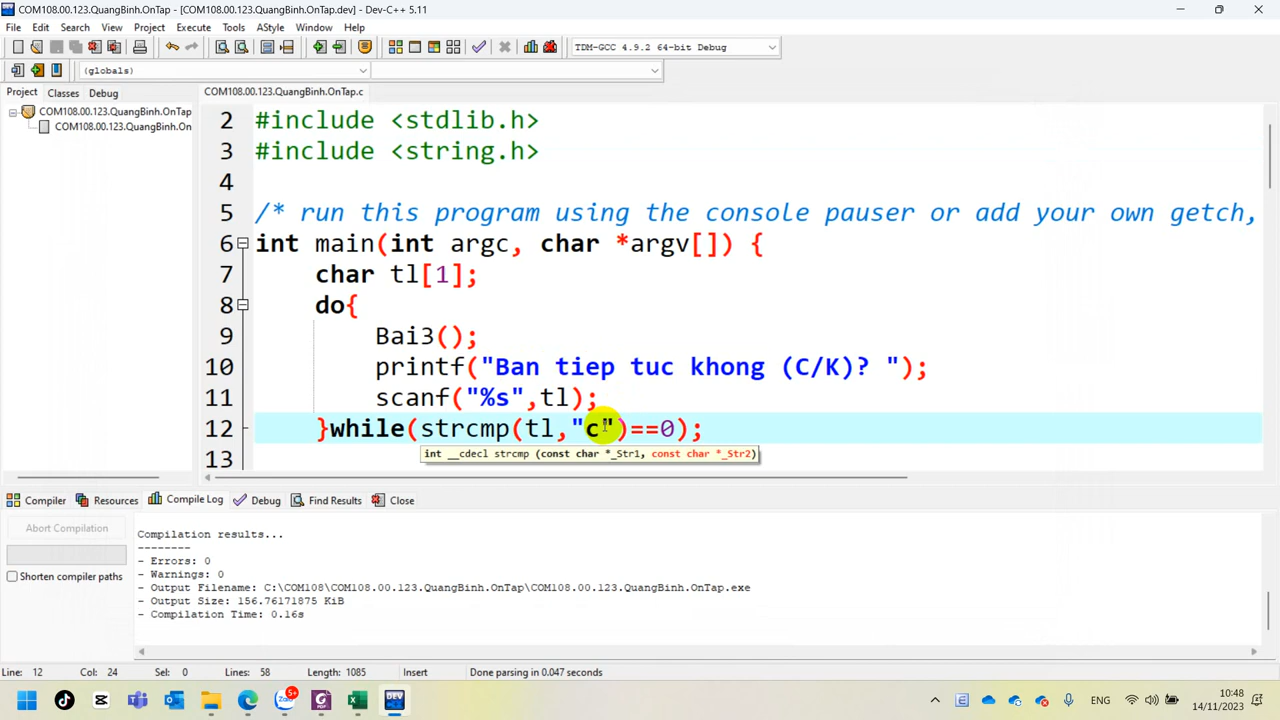 COM108.00.123.QuangBinh.OnTap - [COM108.00.123.QuangBinh.OnTap.dev] - Dev-C++ 5.11
File Edit Search View Project Execute Tools AStyle Window Help
TDM-GCC 4.9.2 64-bit Debug
(globals)
Project Classes Debug
COM108.00.123.QuangBinh.OnTap
COM108.00.123.QuangBinh.On
COM108.00.123.QuangBinh.OnTap.c
2 #include <stdlib.h>
3 #include <string.h>
4
5 /* run this program using the console pauser or add your own getch,
6 int main(int argc, char *argv[]) {
7 char tl[1];
8 do{
9 Bai3();
10 printf("Ban tiep tuc khong (C/K)? ");
11 scanf("%s",tl);
12 }while(strcmp(tl,"c")==0);
int __cdecl strcmp (const char *_Str1, const char *_Str2)
13
Compiler Resources Compile Log Debug Find Results Close
Abort Compilation
Shorten compiler paths
Compilation results...
--------
- Errors: 0
- Warnings: 0
- Output Filename: C:\COM108\COM108.00.123.QuangBinh.OnTap\COM108.00.123.QuangBinh.OnTap.exe
- Output Size: 156.76171875 KiB
- Compilation Time: 0.16s
Line: 12 Col: 24 Sel: 0 Lines: 58 Length: 1085 Insert Done parsing in 0.047 seconds
Zalo 5+
PDF
DEV
ENG
10:48
14/11/2023